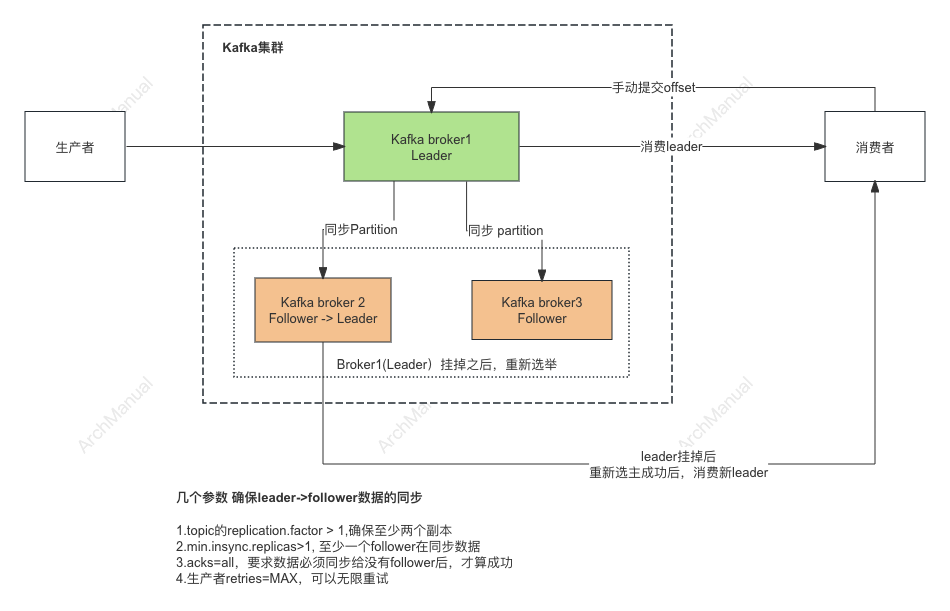 Kafka集群
ArchManual
手动提交offset
ArchManual
生产者
Kafka broker1
Leader
消费leader
消费者
同步Partition
同步 partition
Kafka broker 2
Follower -> Leader
Kafka broker3
Follower
Broker1(Leader）挂掉之后，重新选举
ArchManual
ArchManual
ArchManual
leader挂掉后
重新选主成功后，消费新leader
几个参数 确保leader->follower数据的同步
1.topic的replication.factor > 1,确保至少两个副本
2.min.insync.replicas>1, 至少一个follower在同步数据
3.acks=all，要求数据必须同步给没有follower后，才算成功
4.生产者retries=MAX，可以无限重试